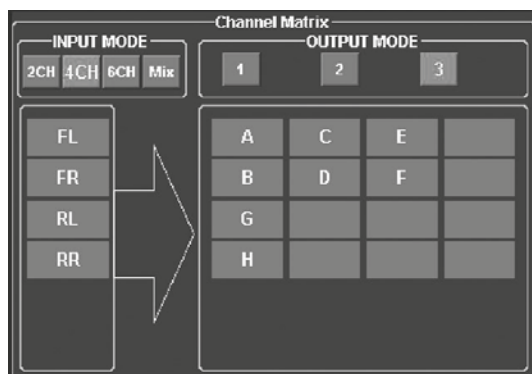 Channel Matrix
INPUT MODE
OUTPUT MODE
2CH 4CH 6CH Mix
1 2 3
FL
FR
RL
RR
A C E
B D F
G
H